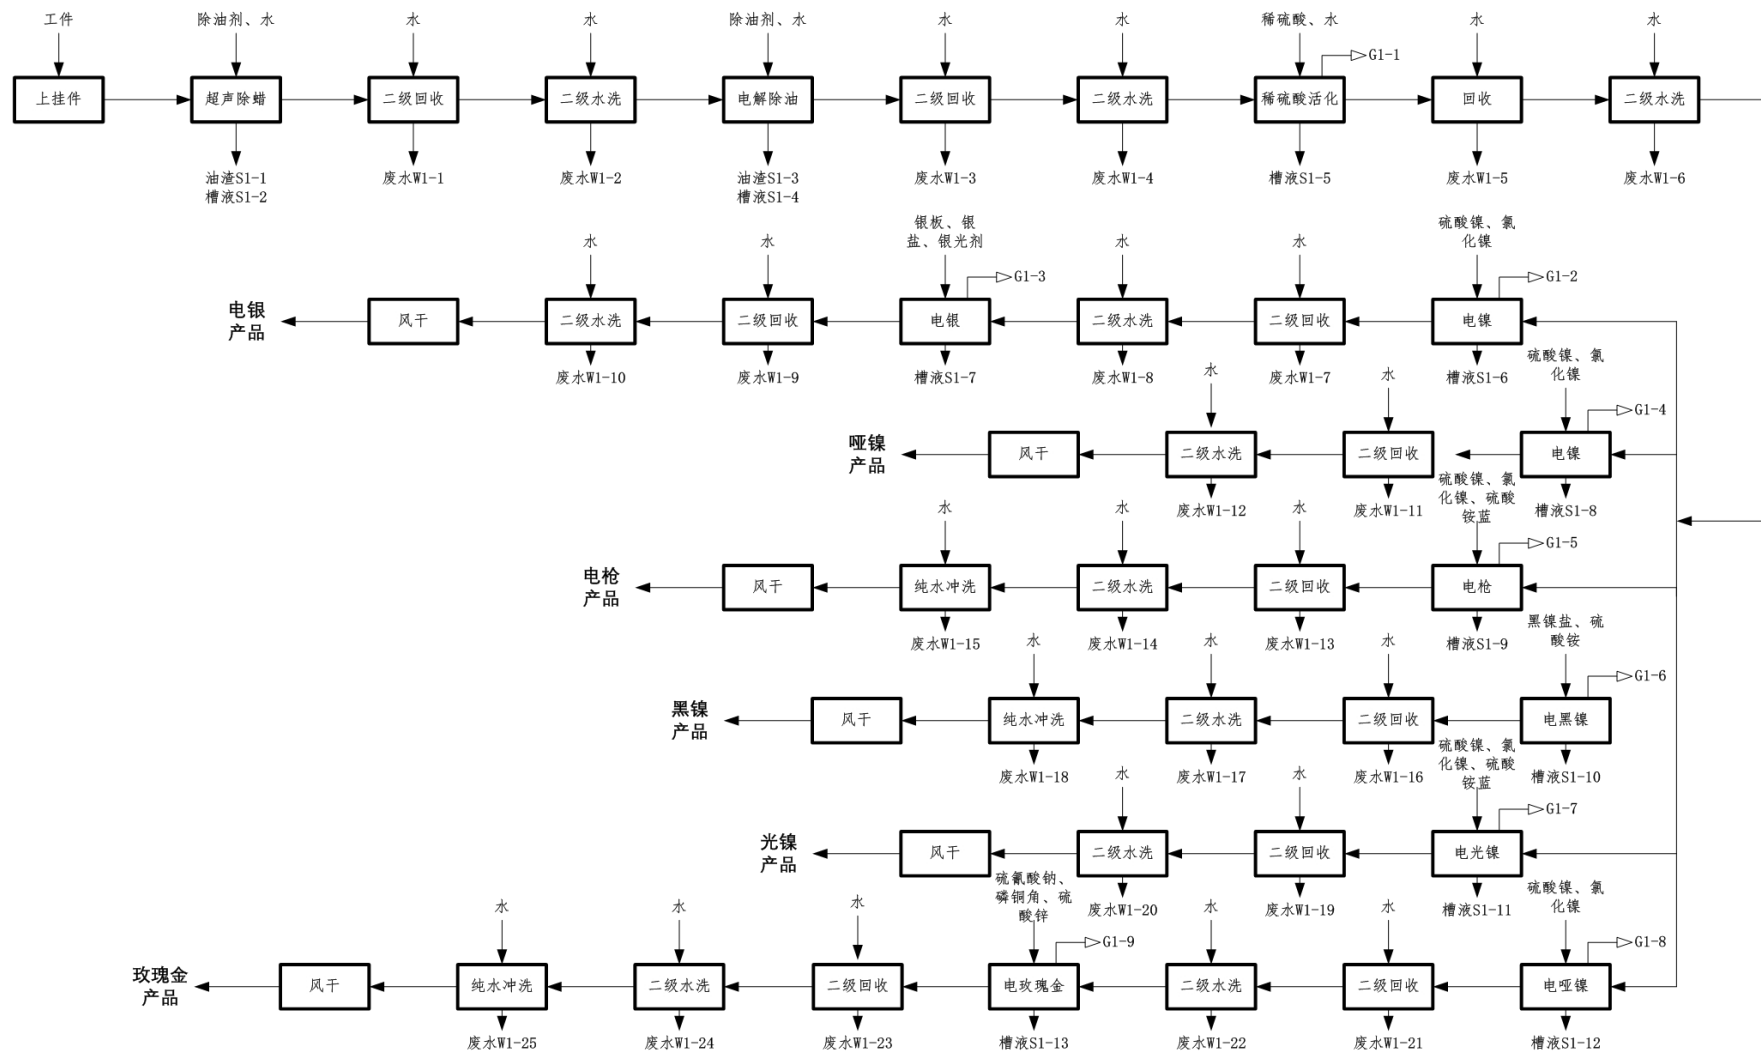 工件
除油剂、水
水
水
除油剂、水
水
水
稀硫酸、水
水
水
G1-1
上挂件
超声除蜡
二级回收
二级水洗
电解除油
二级回收
二级水洗
稀硫酸活化
回收
二级水洗
油渣S1-1
槽液S1-2
废水W1-1
废水W1-2
油渣S1-3
槽液S1-4
废水W1-3
废水W1-4
槽液S1-5
废水W1-5
废水W1-6
水
水
银板、银
盐、银光剂
水
水
硫酸镍、氯
化镍
G1-3
G1-2
电银
产品
风干
二级水洗
二级回收
电银
二级水洗
二级回收
电镍
废水W1-10
废水W1-9
槽液S1-7
废水W1-8
废水W1-7
槽液S1-6
水
水
硫酸镍、氯
化镍
G1-4
哑镍
产品
风干
二级水洗
二级回收
电镍
废水W1-12
废水W1-11
槽液S1-8
水
水
水
硫酸镍、氯
化镍、硫酸
铵蓝
G1-5
电枪
产品
风干
纯水冲洗
二级水洗
二级回收
电枪
废水W1-15
废水W1-14
废水W1-13
槽液S1-9
水
水
水
黑镍盐、硫
酸铵
G1-6
黑镍
产品
风干
纯水冲洗
二级水洗
二级回收
电黑镍
废水W1-18
废水W1-17
废水W1-16
槽液S1-10
水
水
硫酸镍、氯
化镍、硫酸
铵蓝
G1-7
光镍
产品
风干
二级水洗
二级回收
电光镍
废水W1-20
废水W1-19
槽液S1-11
水
水
水
硫氰酸钠、
磷铜角、硫
酸锌
水
水
硫酸镍、氯
化镍
G1-9
G1-8
玫瑰金
产品
风干
纯水冲洗
二级水洗
二级回收
电玫瑰金
二级水洗
二级回收
电哑镍
废水W1-25
废水W1-24
废水W1-23
槽液S1-13
废水W1-22
废水W1-21
槽液S1-12